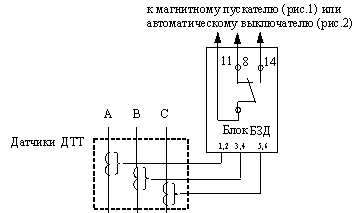 к магнитному пускателю (рис.1) или
автоматическому выключателю (рис.2)
11 8 14
А В С
Блок БЗД
Датчики ДТТ
1,2 3,4 5,6